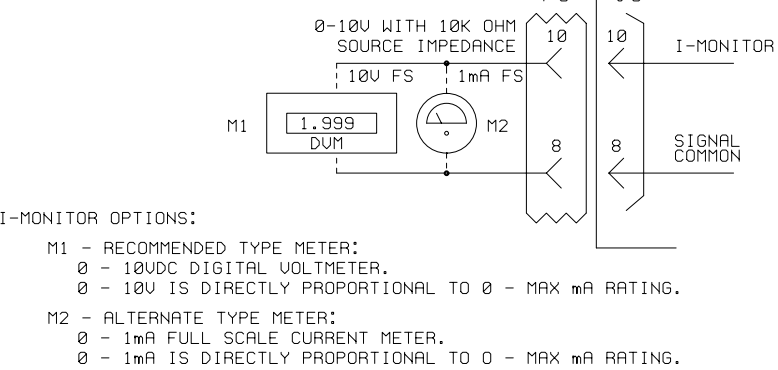 0-10V WITH 10K OHM
SOURCE IMPEDANCE
10 10
I-MONITOR
10V FS 1mA FS
M1 1.999 M2
DVM
8 8
SIGNAL
COMMON
I-MONITOR OPTIONS:
M1 - RECOMMENDED TYPE METER:
0 - 10VDC DIGITAL VOLTMETER.
0 - 10V IS DIRECTLY PROPORTIONAL TO 0 - MAX mA RATING.
M2 - ALTERNATE TYPE METER:
0 - 1mA FULL SCALE CURRENT METER.
0 - 1mA IS DIRECTLY PROPORTIONAL TO O - MAX mA RATING.